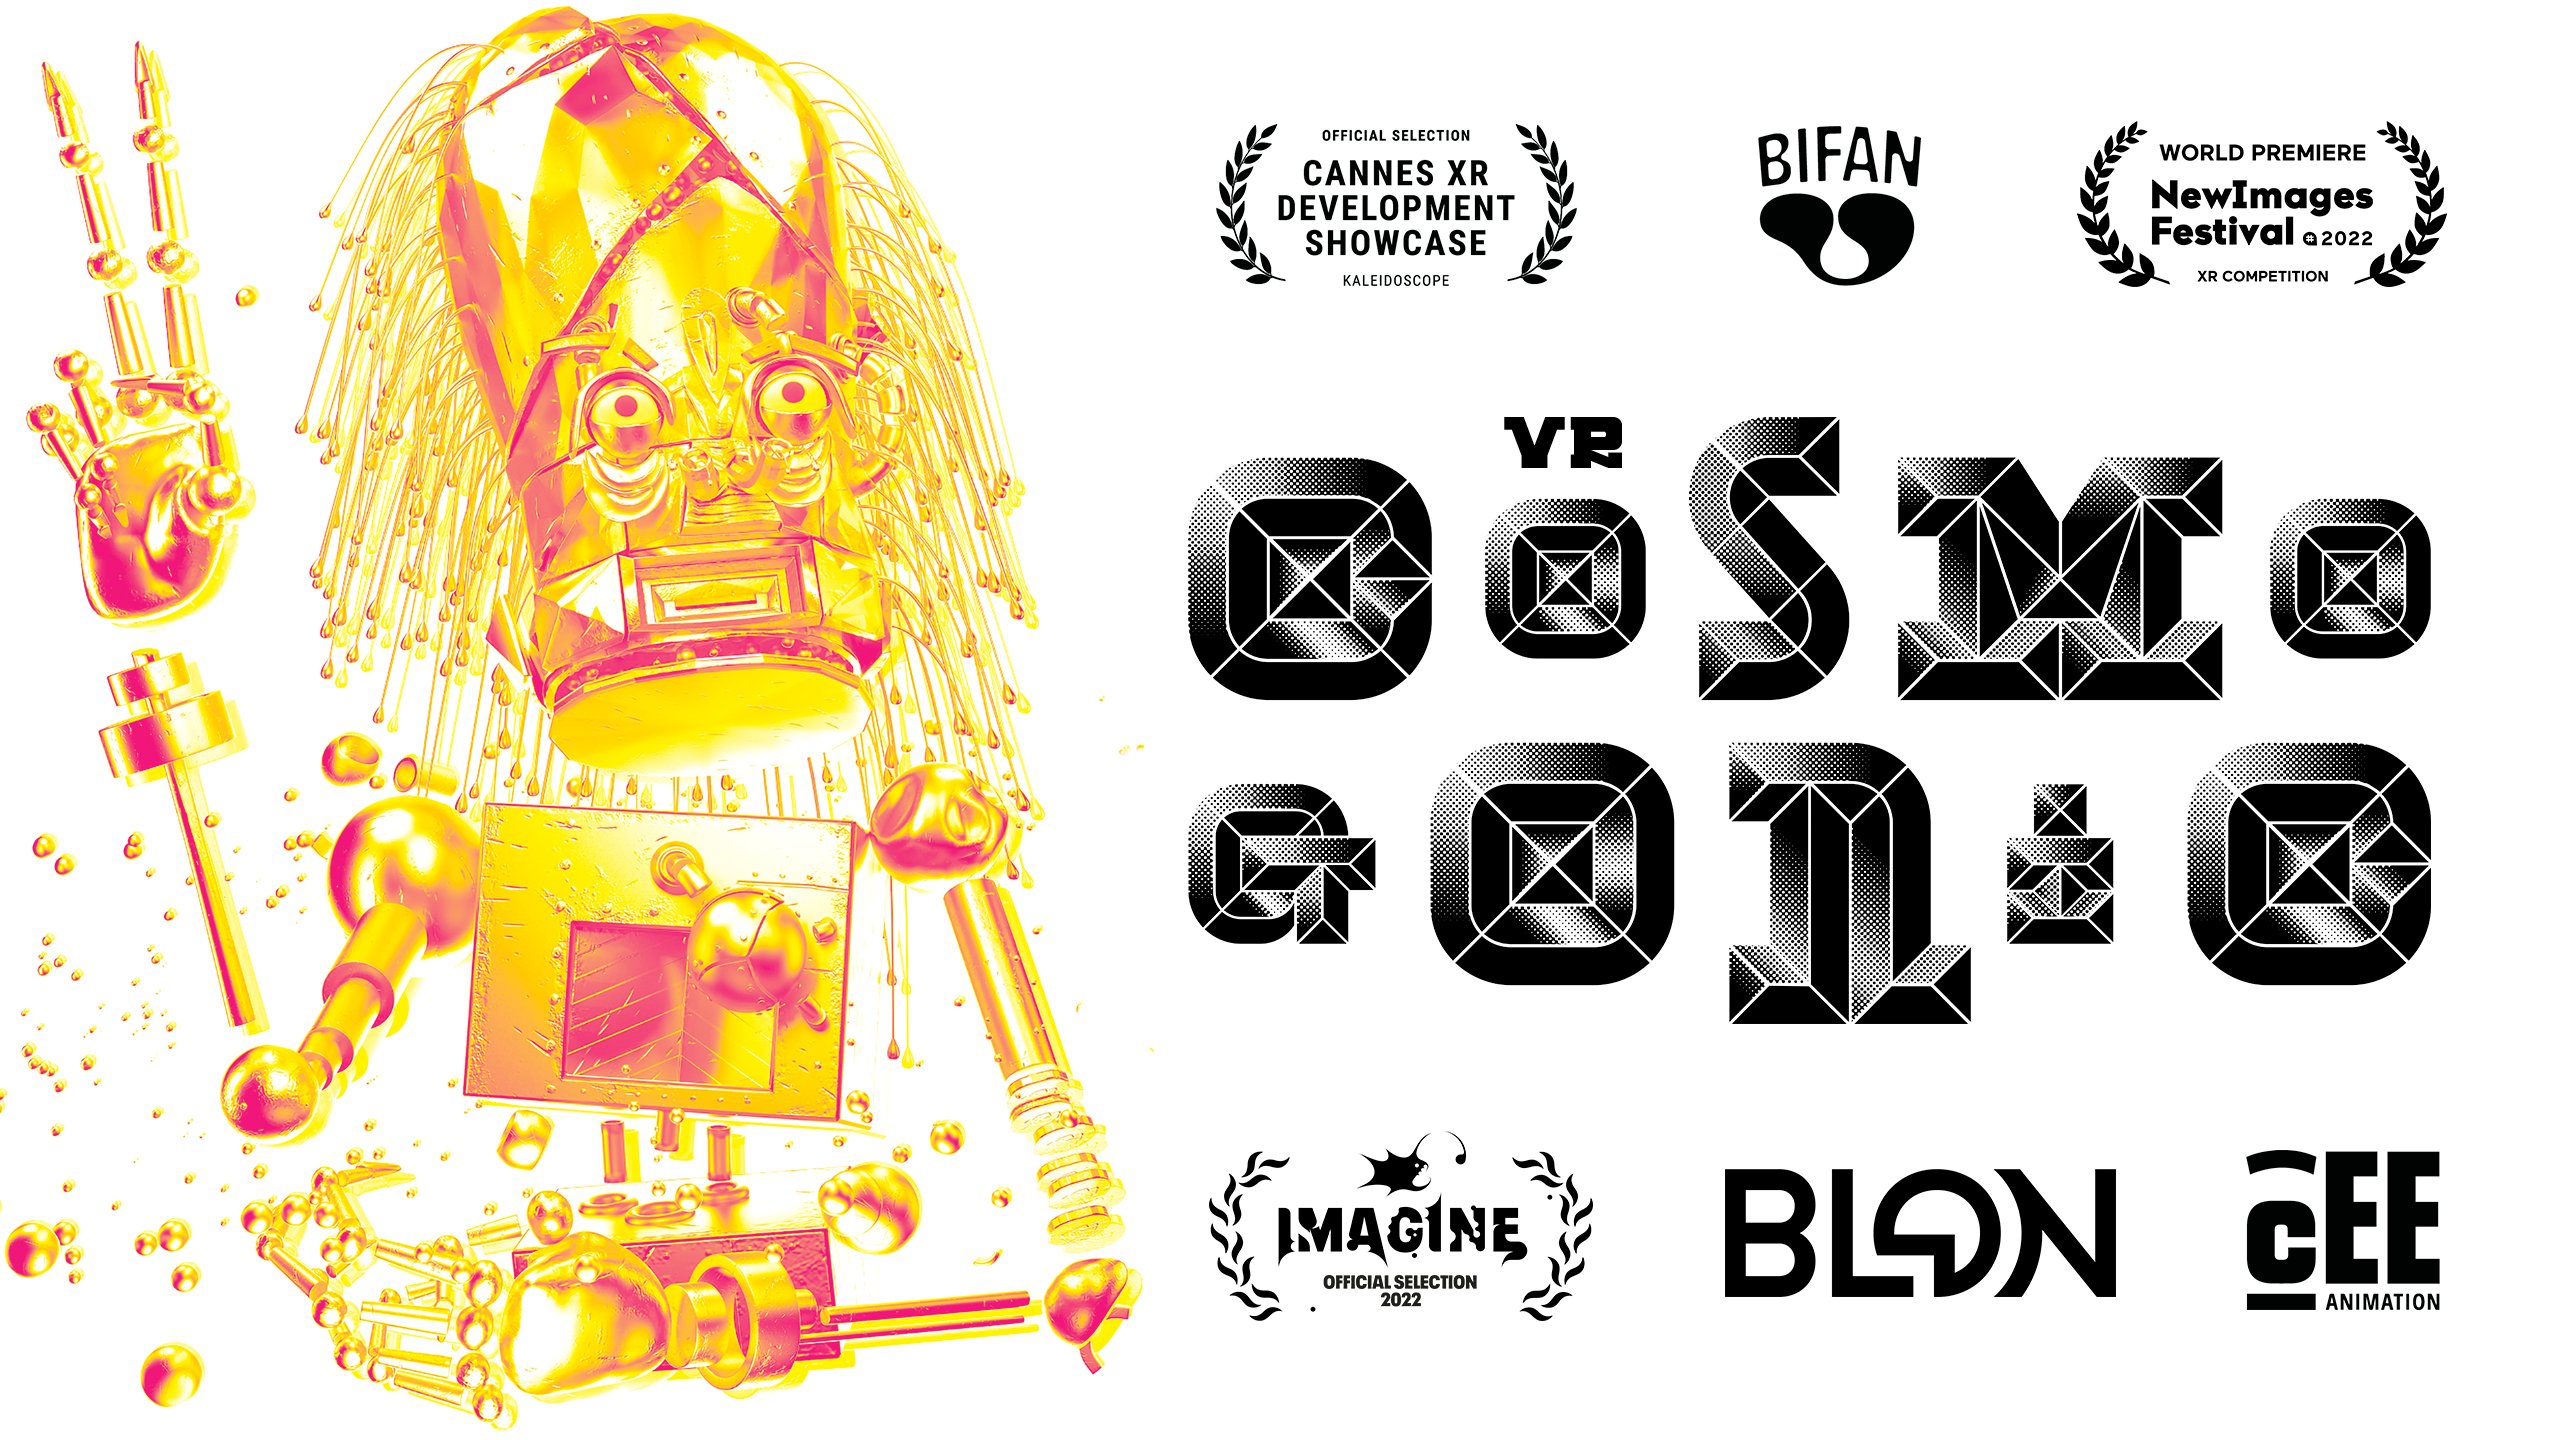 OFFICIAL SELECTION
CANNES XR
DEVELOPMENT
SHOWCASE
KALEIDOSCOPE
BIFAN
WORLD PREMIERE
NewImages
Festival #2022
XR COMPETITION
VR
COSMO
GONIC
IMAGINE
OFFICIAL SELECTION
2022
BLON
CEE
ANIMATION